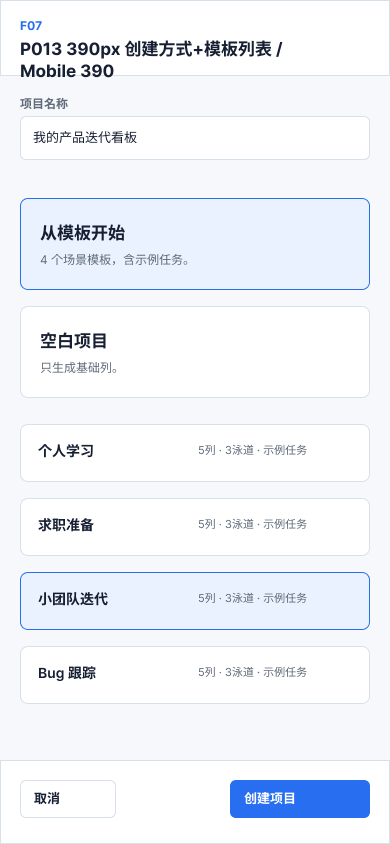 F07
P013 390px 创建方式+模板列表 /
Mobile 390
项目名称
我的产品迭代看板
从模板开始
4 个场景模板，含示例任务。
空白项目
只生成基础列。
个人学习 5列 · 3泳道 · 示例任务
求职准备 5列 · 3泳道 · 示例任务
小团队迭代 5列 · 3泳道 · 示例任务
Bug 跟踪 5列 · 3泳道 · 示例任务
取消 创建项目